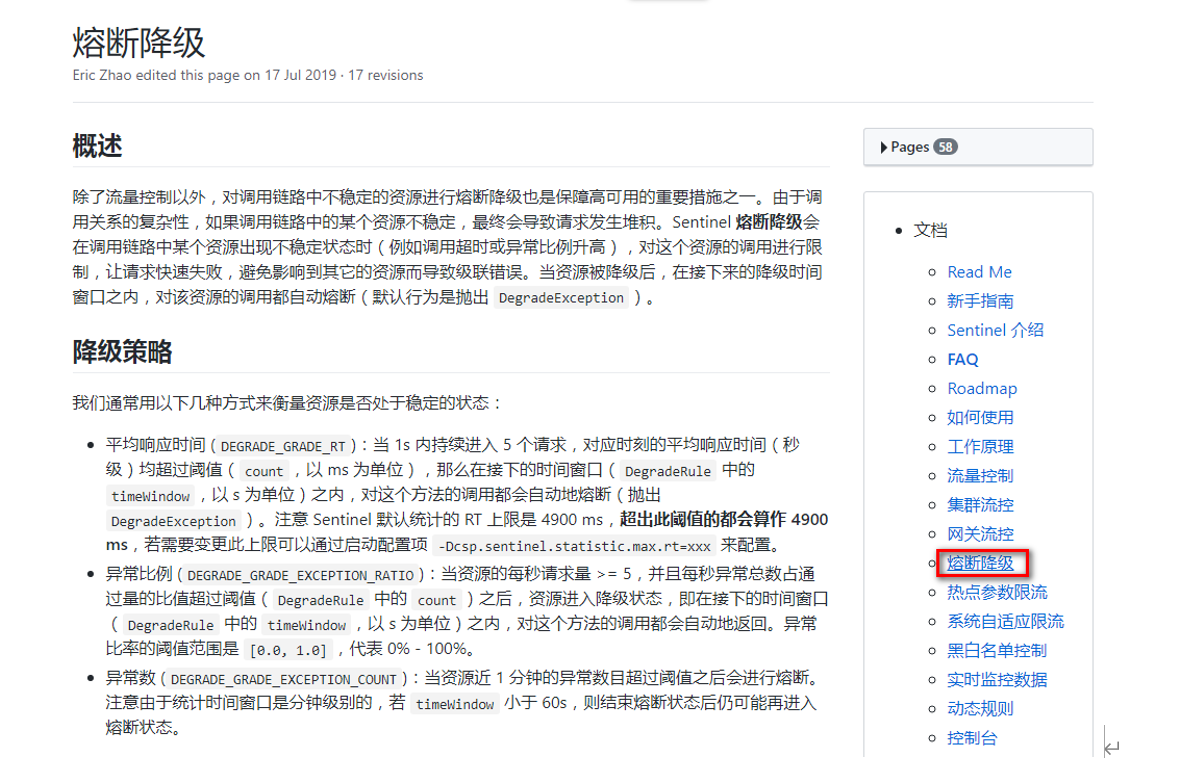 熔断降级
Eric Zhao edited this page on 17 Jul 2019 · 17 revisions
概述
除了流量控制以外，对调用链路中不稳定的资源进行熔断降级也是保障高可用的重要措施之一。由于调
用关系的复杂性，如果调用链路中的某个资源不稳定，最终会导致请求发生堆积。Sentinel 熔断降级会
在调用链路中某个资源出现不稳定状态时（例如调用超时或异常比例升高），对这个资源的调用进行限
制，让请求快速失败，避免影响到其它的资源而导致级联错误。当资源被降级后，在接下来的降级时间
窗口之内，对该资源的调用都自动熔断（默认行为是抛出 DegradeException ）。
降级策略
我们通常用以下几种方式来衡量资源是否处于稳定的状态：
• 平均响应时间 ( DEGRADE_GRADE_RT )：当 1s 内持续进入 5 个请求，对应时刻的平均响应时间（秒
级）均超过阈值（ count ，以 ms 为单位），那么在接下的时间窗口（ DegradeRule 中的
timeWindow ，以 s 为单位）之内，对这个方法的调用都会自动地熔断（抛出
DegradeException ）。注意 Sentinel 默认统计的 RT 上限是 4900 ms，超出此阈值的都会算作 4900
ms，若需要变更此上限可以通过启动配置项 -Dcsp.sentinel.statistic.max.rt=xxx 来配置。
• 异常比例 ( DEGRADE_GRADE_EXCEPTION_RATIO )：当资源的每秒请求量 >= 5，并且每秒异常总数占通
过量的比值超过阈值（ DegradeRule 中的 count ）之后，资源进入降级状态，即在接下的时间窗口
（ DegradeRule 中的 timeWindow ，以 s 为单位）之内，对这个方法的调用都会自动地返回。异常
比率的阈值范围是 [0.0, 1.0] ，代表 0% - 100%。
• 异常数 ( DEGRADE_GRADE_EXCEPTION_COUNT )：当资源近 1 分钟的异常数目超过阈值之后会进行熔断。
注意由于统计时间窗口是分钟级别的，若 timeWindow 小于 60s，则结束熔断状态后仍可能再进入
熔断状态。
Pages 58
• 文档
Read Me
新手指南
Sentinel 介绍
FAQ
Roadmap
如何使用
工作原理
流量控制
集群流控
网关流控
熔断降级
热点参数限流
系统自适应限流
黑白名单控制
实时监控数据
动态规则
控制台